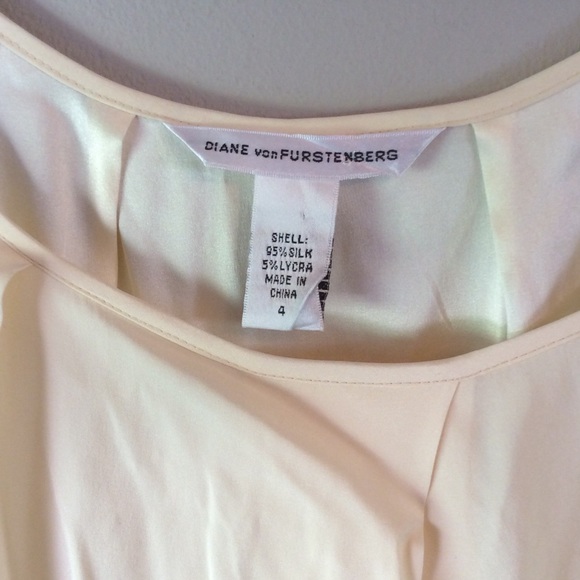 DIANE von FURSTENBERG
SHELL:
95% SILK
5% LYCRA
MADE IN
CHINA
4